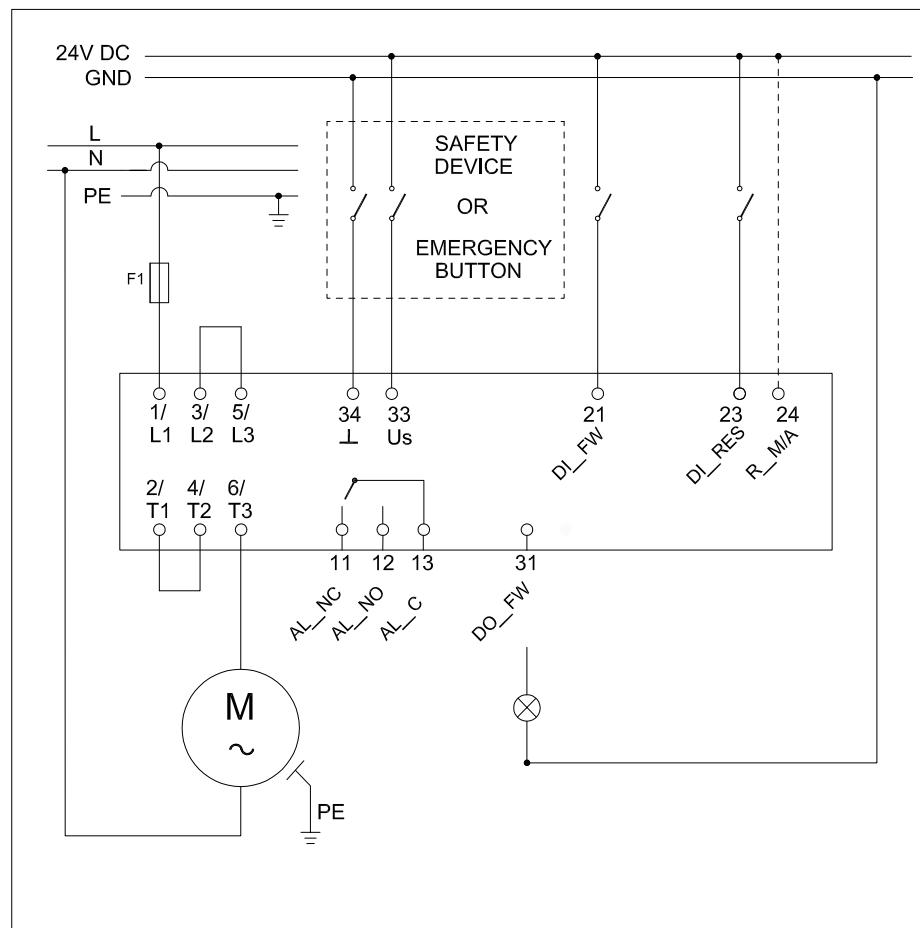 24V DC
GND
L
N
PE
SAFETY
DEVICE
OR
EMERGENCY
BUTTON
F1
1/
L1
3/
L2
5/
L3
34
⊥
33
Us
21
DI_FW
23
DI_RES
24
R_M/A
2/
T1
4/
T2
6/
T3
11
AL_NC
12
AL_NO
13
AL_C
31
DO_FW
M
~
PE